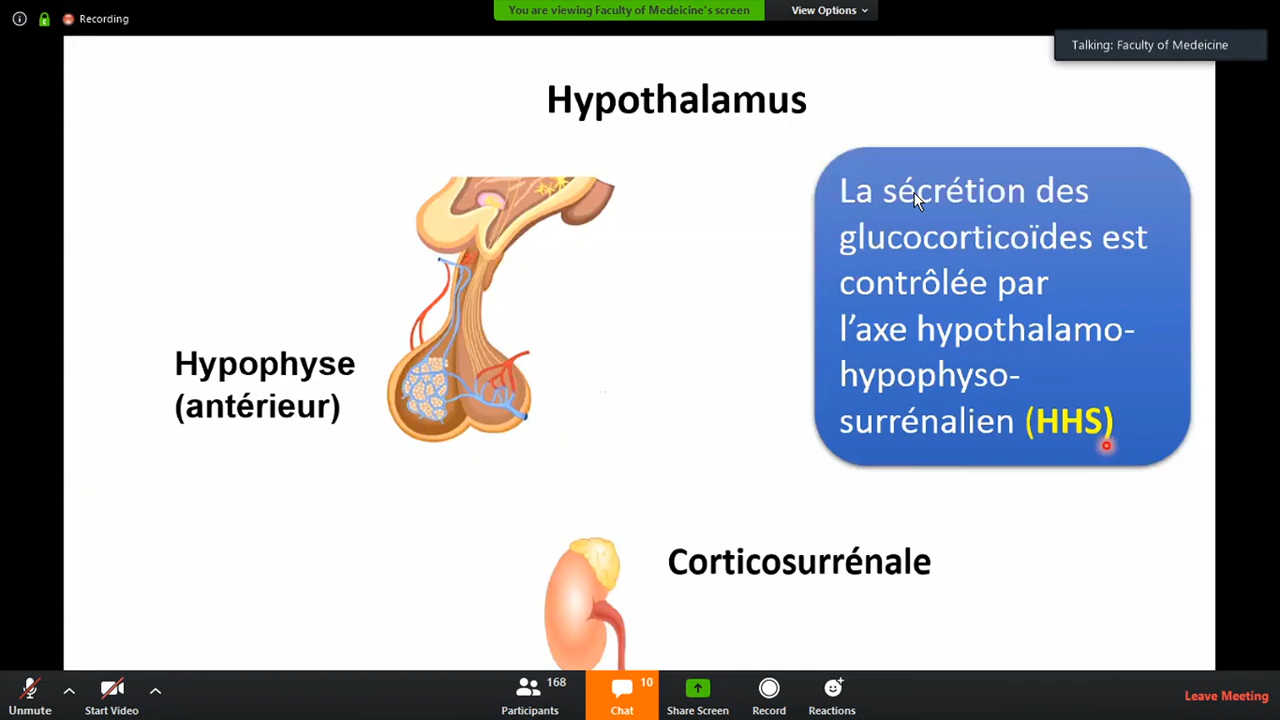 Recording
You are viewing Faculty of Medeicine's screen
View Options
Talking: Faculty of Medeicine
Hypothalamus
La sécrétion des
glucocorticoïdes est
contrôlée par
l’axe hypothalamo-
hypophyso-
surrénalien (HHS)
Hypophyse
(antérieur)
Corticosurrénale
Unmute
Start Video
168
Participants
10
Chat
Share Screen
Record
Reactions
Leave Meeting